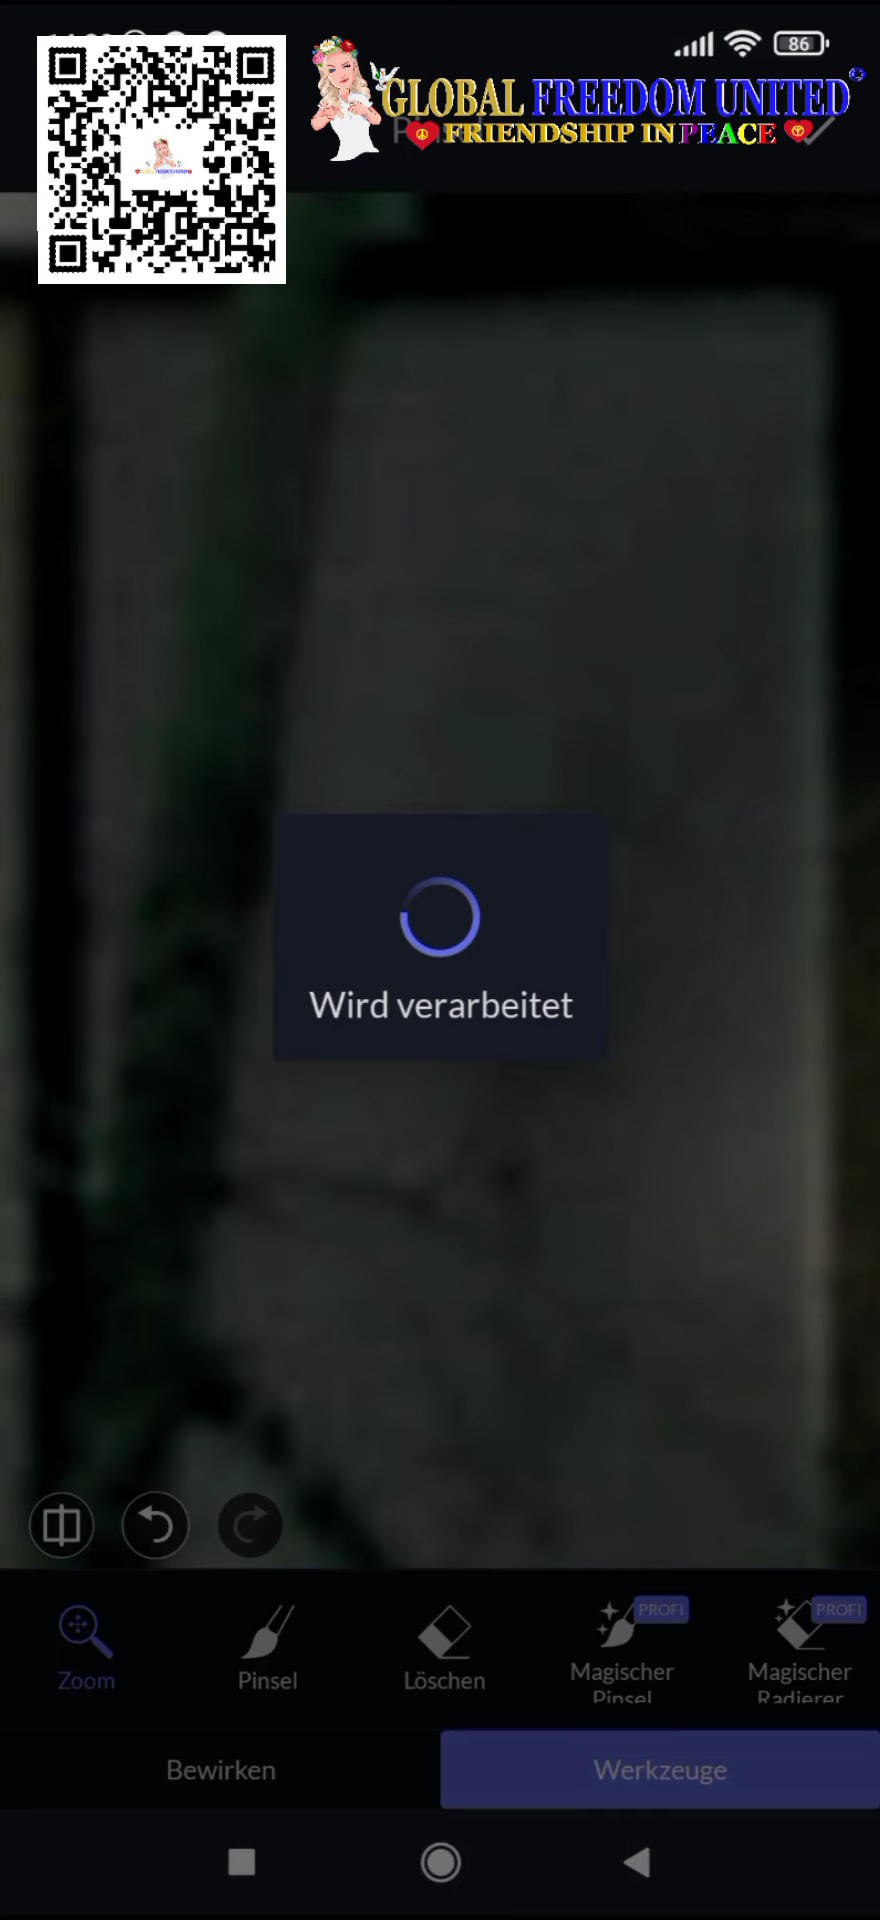 86
GLOBAL FREEDOM UNITED
FRIENDSHIP IN PEACE
Wird verarbeitet
PROFI
PROFI
Zoom
Pinsel
Löschen
Magischer
Pinsel
Magischer
Radierer
Bewirken
Werkzeuge